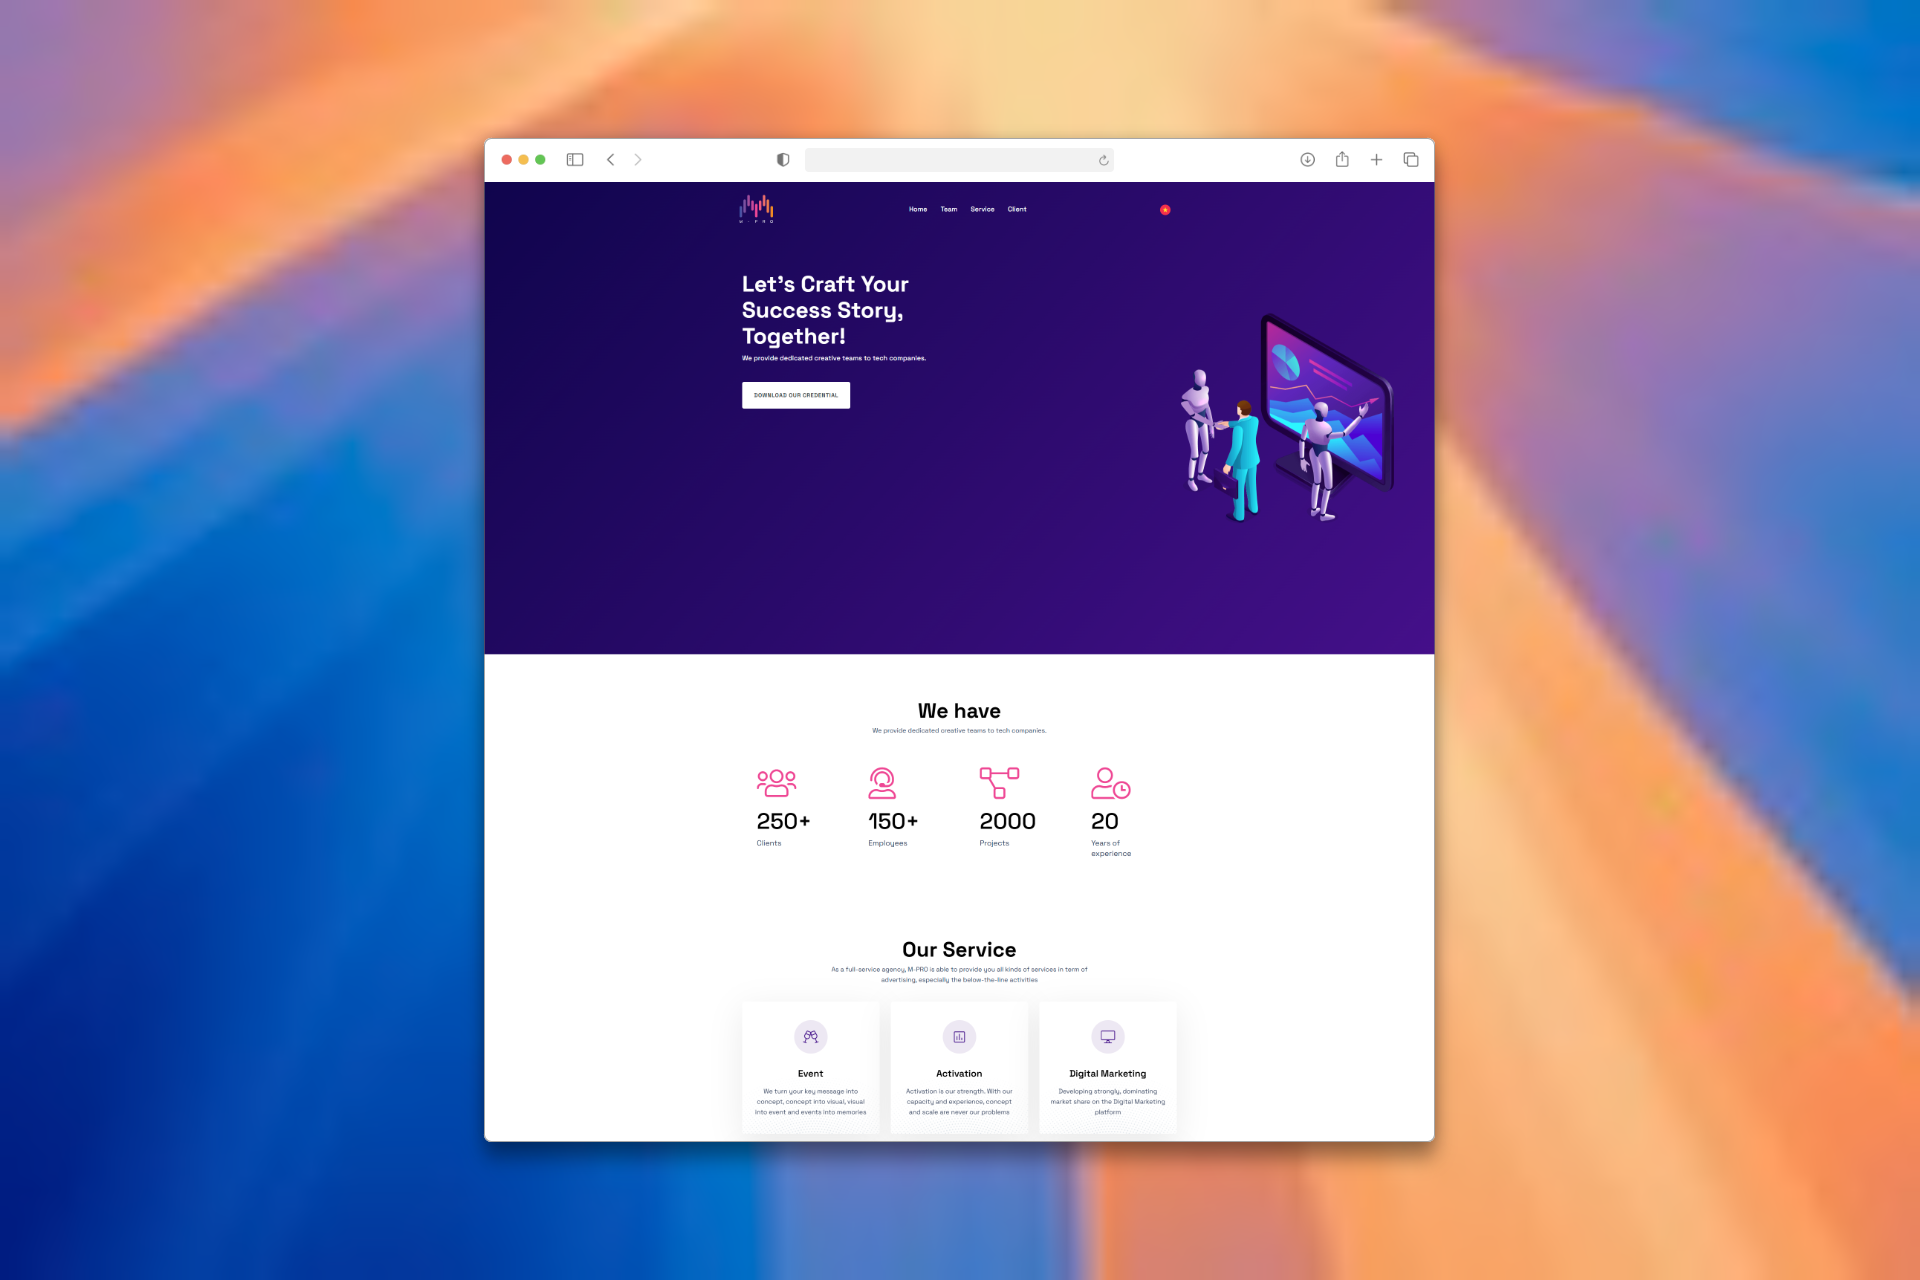 M - PRO
Home Team Service Client
Let's Craft Your
Success Story,
Together!
We provide dedicated creative teams to tech companies.
DOWNLOAD OUR CREDENTIAL
We have
We provide dedicated creative teams to tech companies.
250+ 150+ 2000 20
Clients Employees Projects Years of
experience
Our Service
As a full-service agency, M-PRO is able to provide you all kinds of services in term of
advertising, especially the below-the-line activities
Event
We turn your key message into
concept, concept into visual, visual
into event and events into memories
Activation
Activation is our strength. With our
capacity and experience, concept
and scale are never our problems
Digital Marketing
Developing strongly, dominating
market share on the Digital Marketing
platform